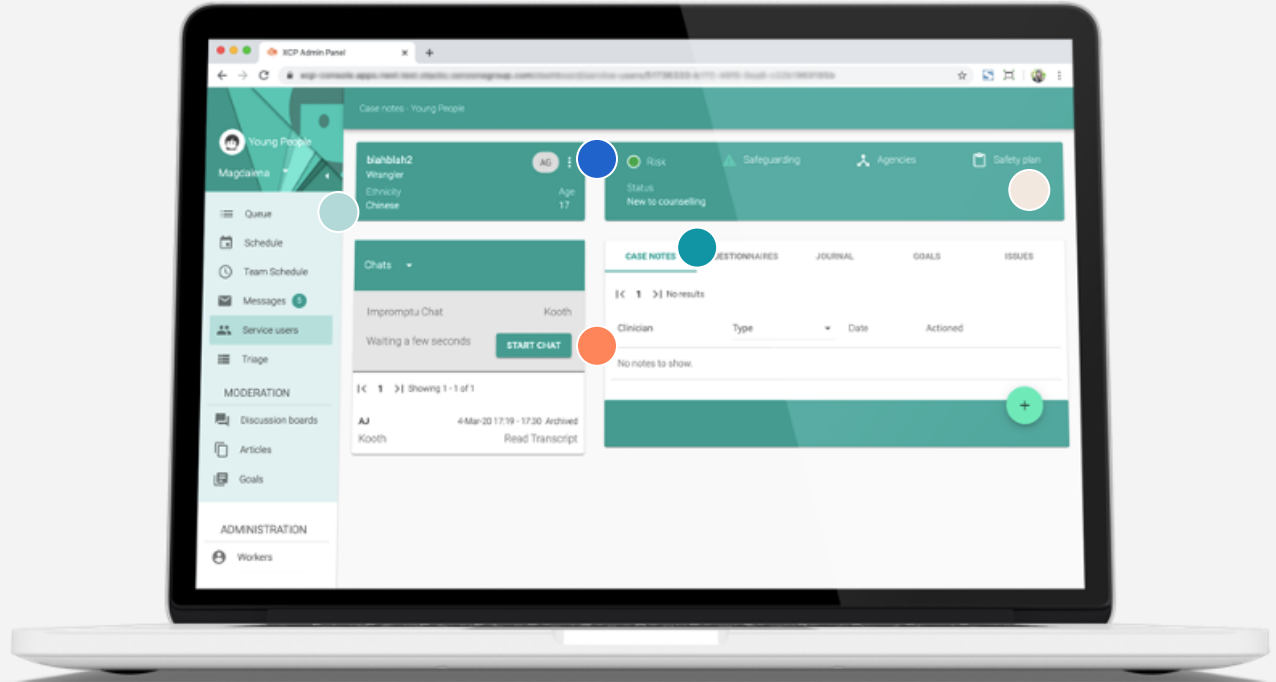 XCP Admin Panel
Case notes - Young People
Young People
Magdalena
Queue
Schedule
Team Schedule
Messages 5
Service users
Triage
MODERATION
Discussion boards
Articles
Goals
ADMINISTRATION
Workers
blahblah2
AG
Wrangler
Ethnicity Age
Chinese 17
Risk Safeguarding Agencies Safety plan
Status
New to counselling
Chats
Impromptu Chat Kooth
Waiting a few seconds START CHAT
1 Showing 1 - 1 of 1
AJ 4-Mar-20 17:19 - 17:30 Archived
Kooth Read Transcript
CASE NOTES ESTIONNAIRES JOURNAL GOALS ISSUES
1 No results
Clinician Type Date Actioned
No notes to show.
+